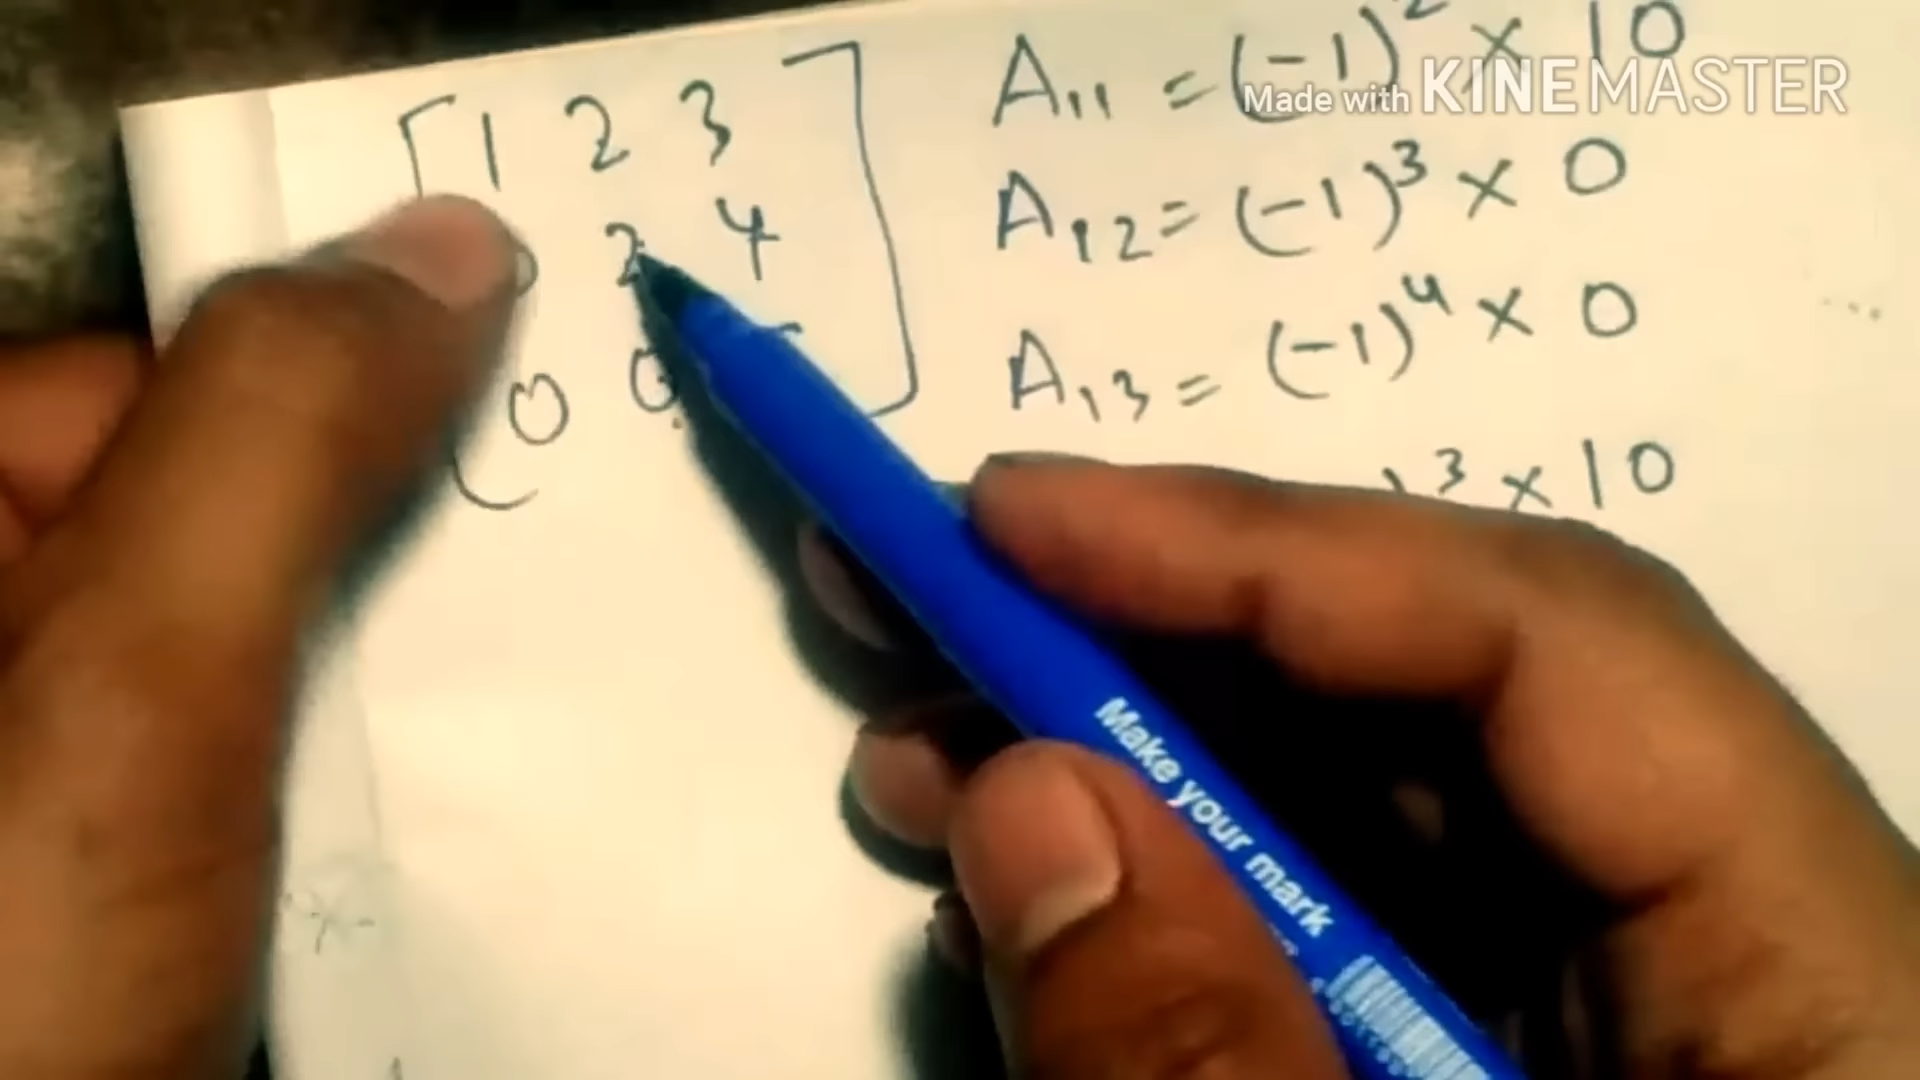 1 2 3
0 2 4
0 0
A₁₁ = (-1)² × 10
A₁₂ = (-1)³ × 0
A₁₃ = (-1)⁴ × 0
³ × 10
Made with KINEMASTER
Make your mark